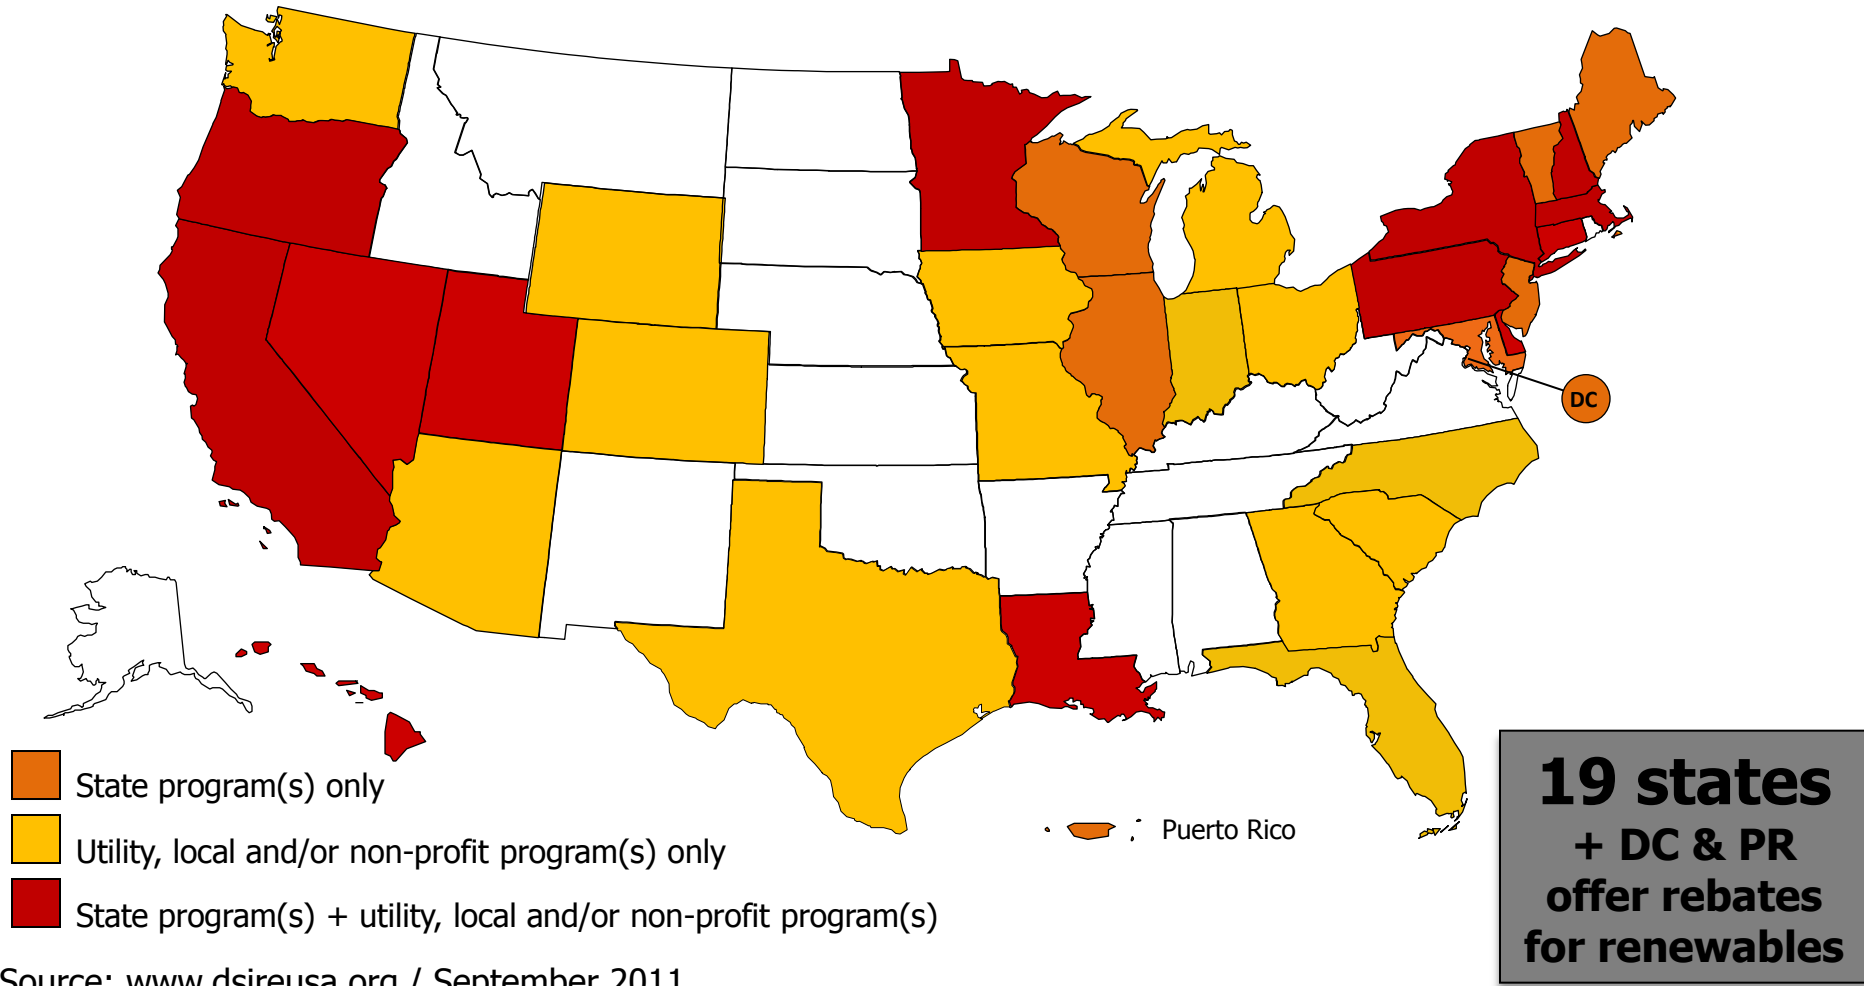 DC
Puerto Rico
State program(s) only
Utility, local and/or non-profit program(s) only
State program(s) + utility, local and/or non-profit program(s)
Source: www.dsireusa.org / September 2011
19 states
+ DC & PR
offer rebates
for renewables